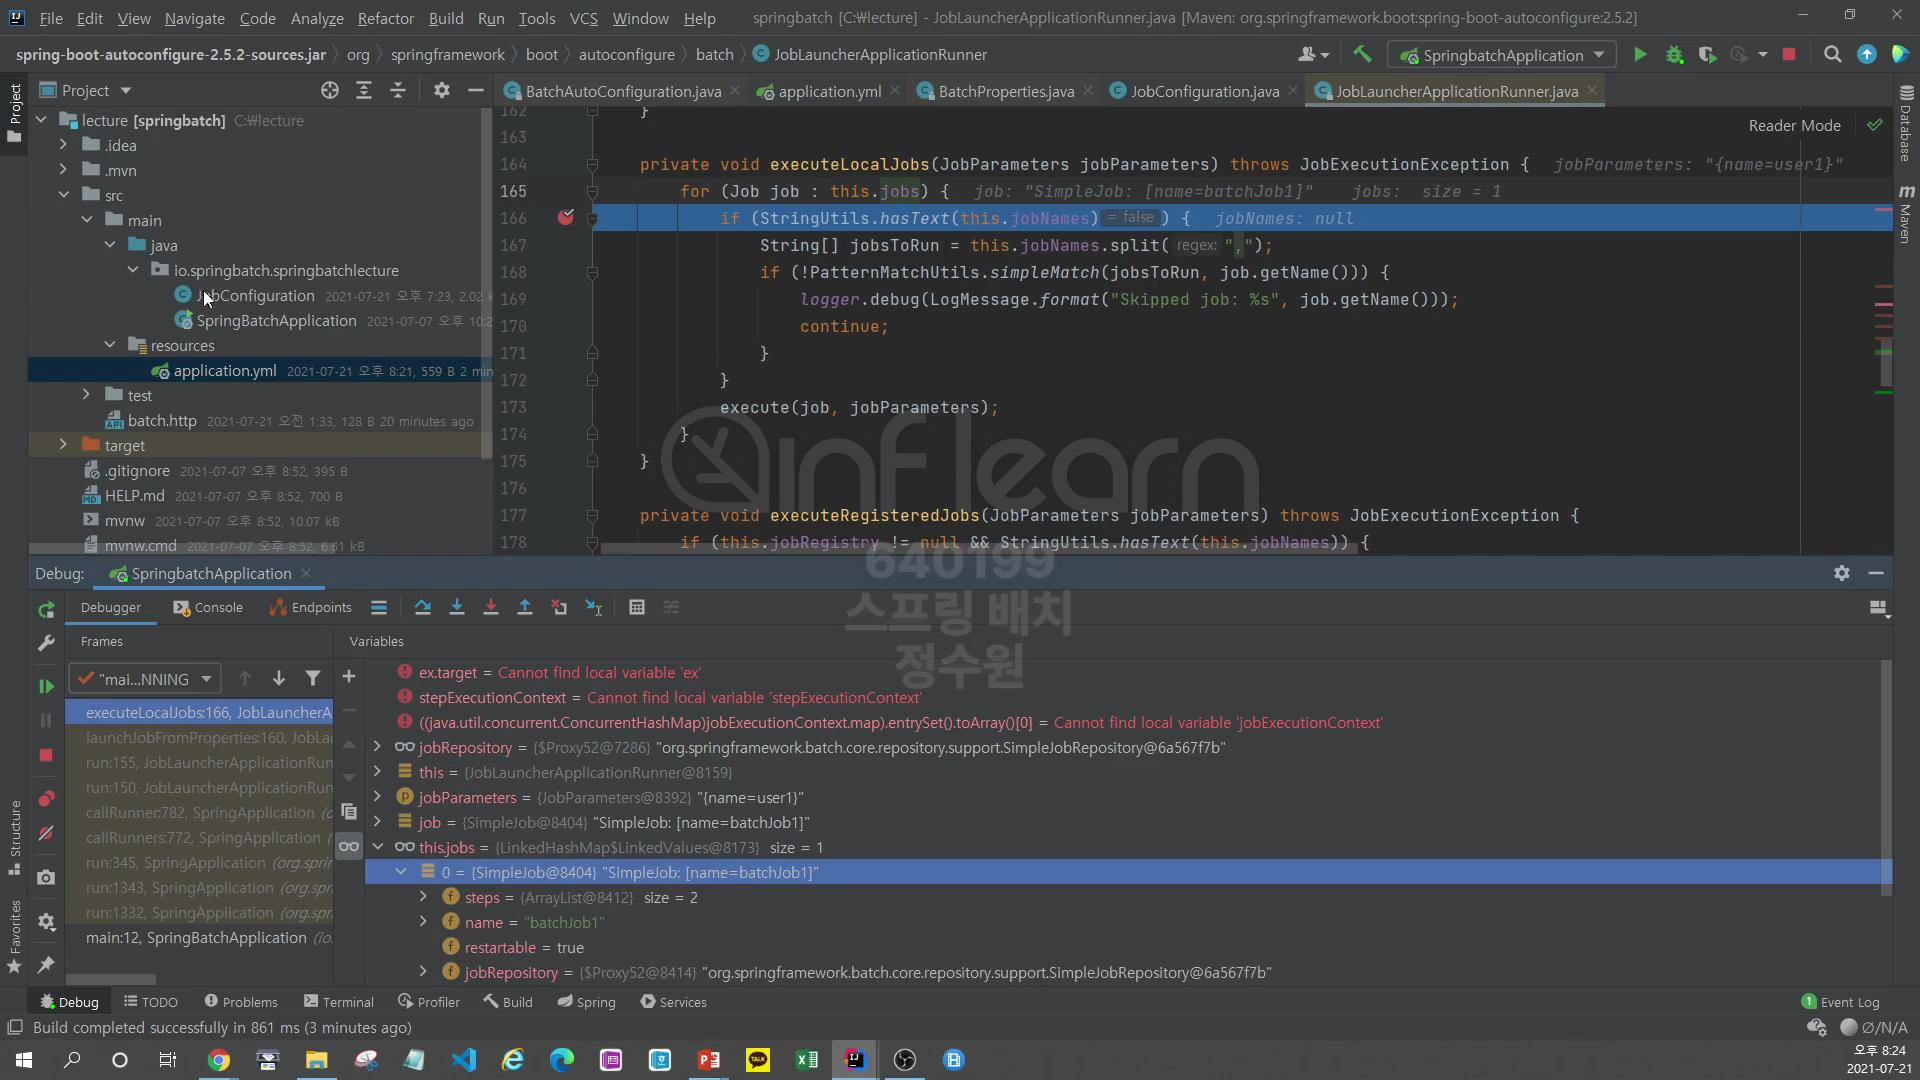 File Edit View Navigate Code Analyze Refactor Build Run Tools VCS Window Help springbatch [C:₩lecture] - JobLauncherApplicationRunner.java [Maven: org.springframework.boot:spring-boot-autoconfigure:2.5.2]
spring-boot-autoconfigure-2.5.2-sources.jar org springframework boot autoconfigure batch JobLauncherApplicationRunner SpringbatchApplication
Project
BatchAutoConfiguration.java application.yml BatchProperties.java JobConfiguration.java JobLauncherApplicationRunner.java
Reader Mode
lecture [springbatch] C:₩lecture
.idea
.mvn
src
main
java
io.springbatch.springbatchlecture
JobConfiguration 2021-07-21 오후 7:23, 2.02 k
SpringBatchApplication 2021-07-07 오후 10:2
resources
application.yml 2021-07-21 오후 8:21, 559 B 2 min
test
batch.http 2021-07-21 오전 1:33, 128 B 20 minutes ago
target
.gitignore 2021-07-07 오후 8:52, 395 B
HELP.md 2021-07-07 오후 8:52, 700 B
mvnw 2021-07-07 오후 8:52, 10.07 kB
mvnw.cmd 2021-07-07 오후 8:52, 6.61 kB
162 }
163
164 private void executeLocalJobs(JobParameters jobParameters) throws JobExecutionException { jobParameters: "{name=user1}"
165 for (Job job : this.jobs) { job: "SimpleJob: [name=batchJob1]" jobs: size = 1
166 if (StringUtils.hasText(this.jobNames) = false ) { jobNames: null
167 String[] jobsToRun = this.jobNames.split( regex: ",");
168 if (!PatternMatchUtils.simpleMatch(jobsToRun, job.getName())) {
169 logger.debug(LogMessage.format("Skipped job: %s", job.getName()));
170 continue;
171 }
172 }
173 execute(job, jobParameters);
174 }
175 }
176
177 private void executeRegisteredJobs(JobParameters jobParameters) throws JobExecutionException {
178 if (this.jobRegistry != null && StringUtils.hasText(this.jobNames)) {
inflearn
640199
스프링 배치
정수원
Project
Structure
Favorites
Database
Maven
Debug: SpringbatchApplication
Debugger Console Endpoints
Frames Variables
"mai...NNING
executeLocalJobs:166, JobLauncherA
launchJobFromProperties:160, JobLau
run:155, JobLauncherApplicationRun
run:150, JobLauncherApplicationRun
callRunner:782, SpringApplication (o
callRunners:772, SpringApplication (
run:345, SpringApplication (org.sprin
run:1343, SpringApplication (org.spri
run:1332, SpringApplication (org.spri
main:12, SpringBatchApplication (io.
ex.target = Cannot find local variable 'ex'
stepExecutionContext = Cannot find local variable 'stepExecutionContext'
((java.util.concurrent.ConcurrentHashMap)jobExecutionContext.map).entrySet().toArray()[0] = Cannot find local variable 'jobExecutionContext'
jobRepository = {$Proxy52@7286} "org.springframework.batch.core.repository.support.SimpleJobRepository@6a567f7b"
this = {JobLauncherApplicationRunner@8159}
jobParameters = {JobParameters@8392} "{name=user1}"
job = {SimpleJob@8404} "SimpleJob: [name=batchJob1]"
this.jobs = {LinkedHashMap$LinkedValues@8173} size = 1
0 = {SimpleJob@8404} "SimpleJob: [name=batchJob1]"
steps = {ArrayList@8412} size = 2
name = "batchJob1"
restartable = true
jobRepository = {$Proxy52@8414} "org.springframework.batch.core.repository.support.SimpleJobRepository@6a567f7b"
Debug TODO Problems Terminal Profiler Build Spring Services 1 Event Log
Build completed successfully in 861 ms (3 minutes ago) Ø/N/A
오후 8:24
2021-07-21